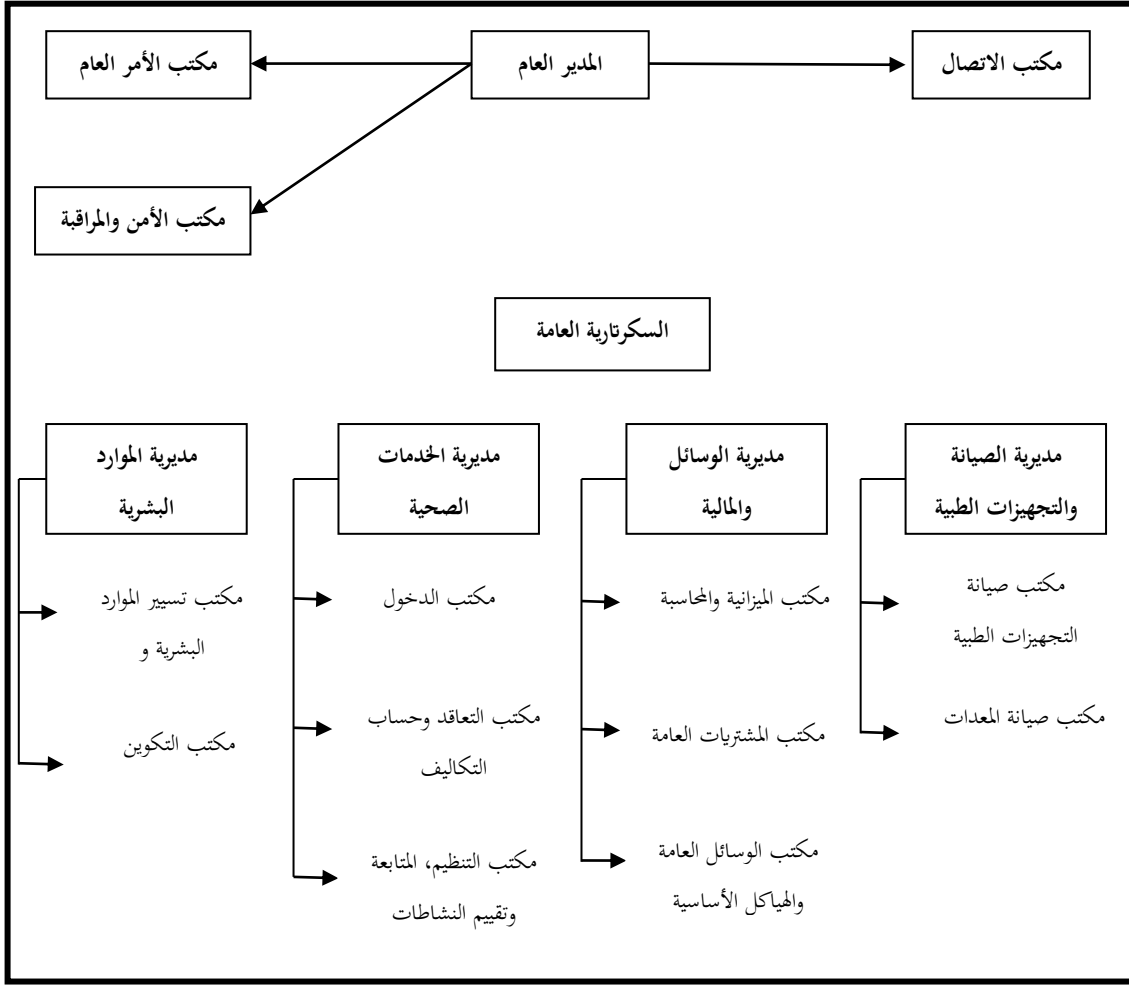 مكتب الاتصال
المدير العام
مكتب الأمر العام
مكتب الأمن والمراقبة
السكرتارية العامة
مديرية الصيانة
والتجهيزات الطبية
مديرية الوسائل
والمالية
مديرية الخدمات
الصحية
مديرية الموارد
البشرية
مكتب صيانة
التجهيزات الطبية
مكتب صيانة المعدات
مكتب الميزانية والمحاسبة
مكتب المشتريات العامة
مكتب الوسائل العامة
والهياكل الأساسية
مكتب الدخول
مكتب التعاقد وحساب
التكاليف
مكتب التنظيم، المتابعة
وتقييم النشاطات
مكتب تسيير الموارد
البشرية و
مكتب التكوين